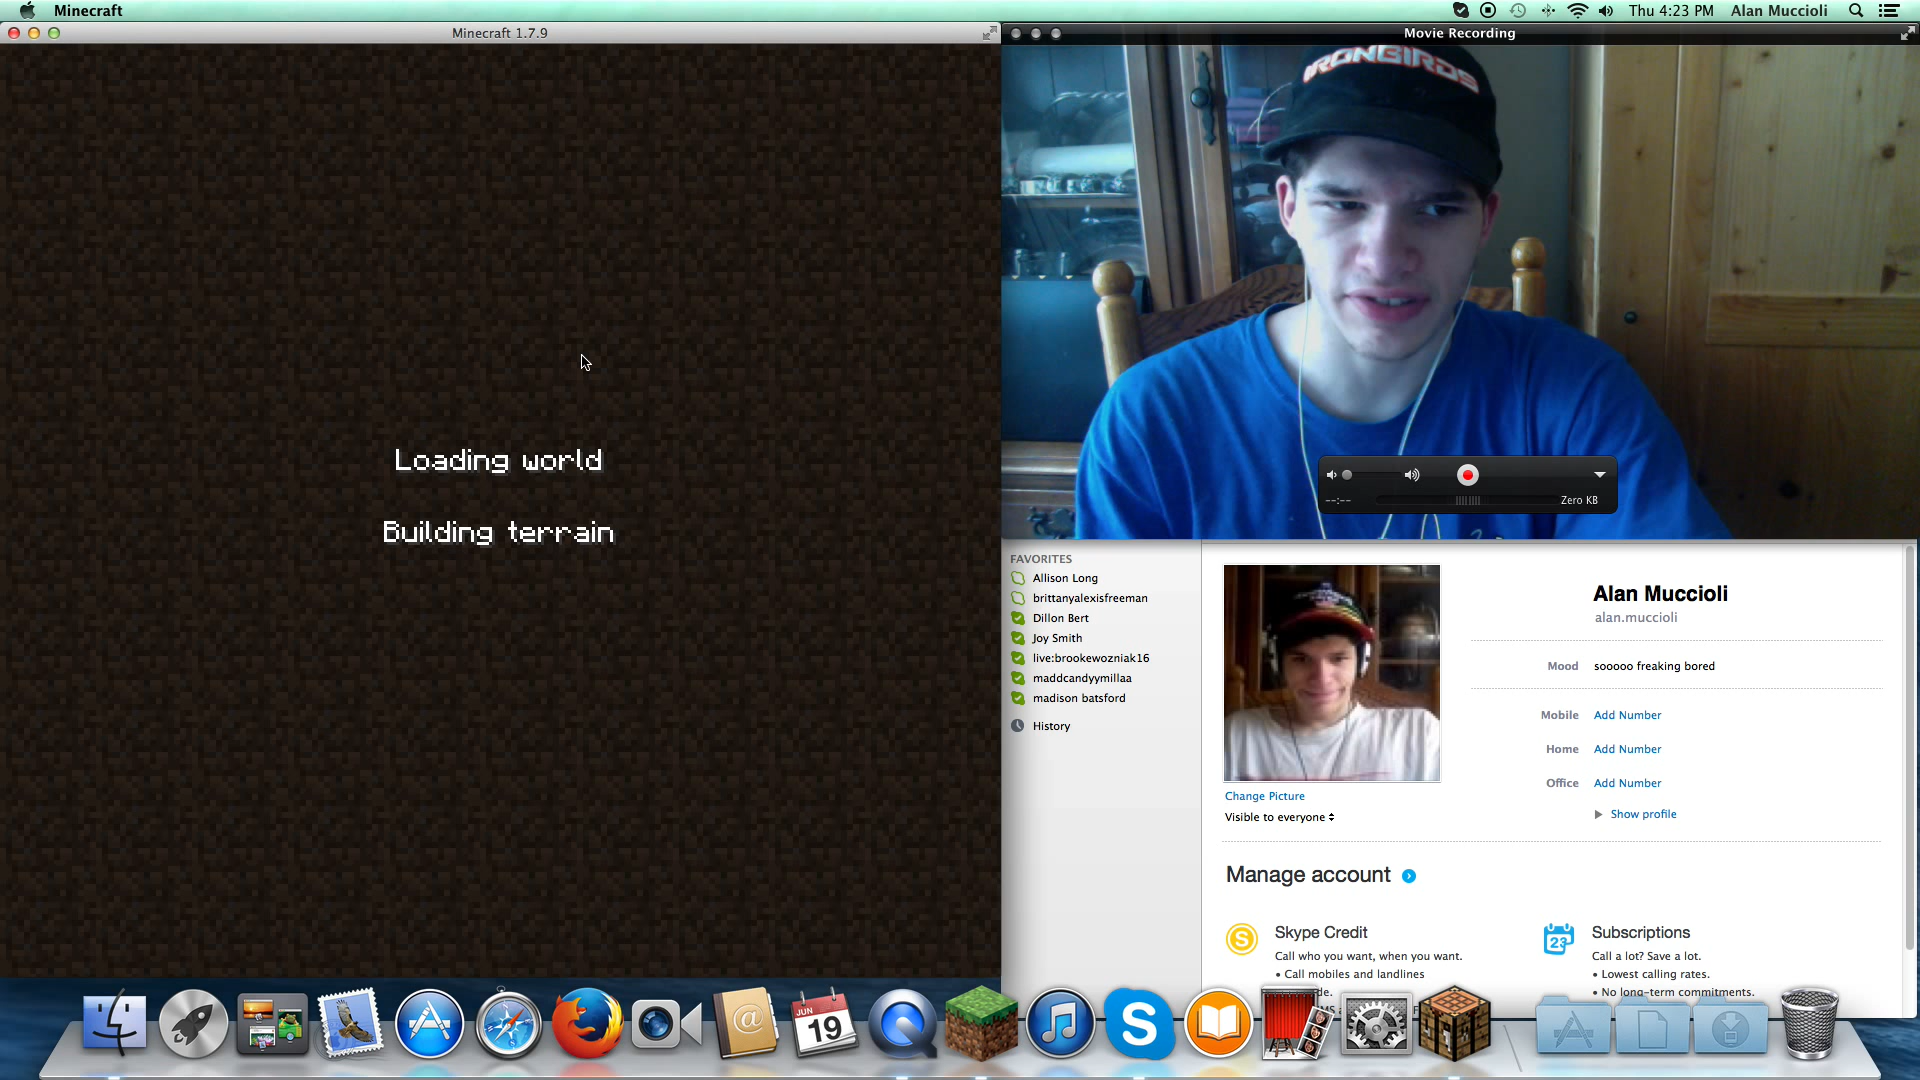 Minecraft
Thu 4:23 PM Alan Muccioli
Minecraft 1.7.9
Movie Recording
IRONBIRDS
Loading world
Building terrain
--:--
Zero KB
FAVORITES
Allison Long
brittanyalexisfreeman
Dillon Bert
Joy Smith
live:brookewozniak16
maddcandyymillaa
madison batsford
History
Alan Muccioli
alan.muccioli
Mood sooooo freaking bored
Mobile Add Number
Home Add Number
Office Add Number
Show profile
Change Picture
Visible to everyone
Manage account
Skype Credit
Call who you want, when you want.
• Call mobiles and landlines
de.
Subscriptions
23
Call a lot? Save a lot.
• Lowest calling rates.
• No long-term commitments.
JUN
19